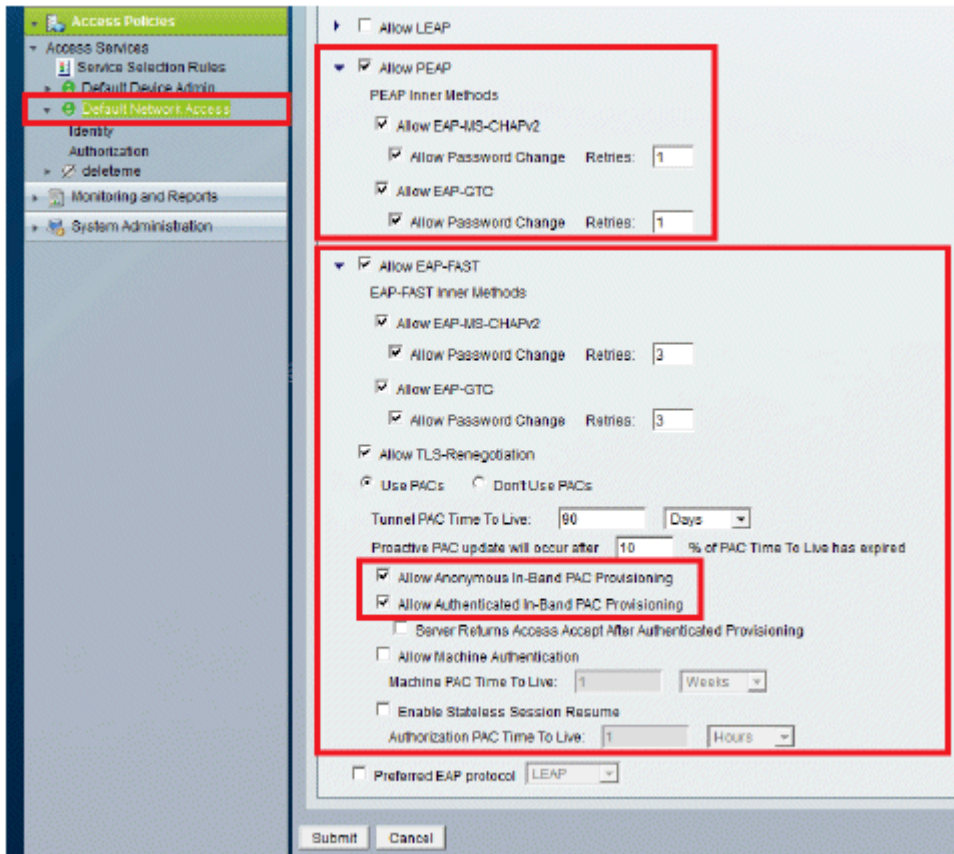 Access Policies
Access Services
Service Selection Rules
Default Device Admin
Default Network Access
Identity
Authorization
deleteme
Monitoring and Reports
System Administration
Allow LEAP
Allow PEAP
PEAP Inner Methods
Allow EAP-MS-CHAPv2
Allow Password Change Retries: 1
Allow EAP-GTC
Allow Password Change Retries: 1
Allow EAP-FAST
EAP-FAST Inner Methods
Allow EAP-MS-CHAPv2
Allow Password Change Retries: 3
Allow EAP-GTC
Allow Password Change Retries: 3
Allow TLS-Renegotiation
Use PACs Don't Use PACs
Tunnel PAC Time To Live: 90 Days
Proactive PAC update will occur after 10 % of PAC Time To Live has expired
Allow Anonymous In-Band PAC Provisioning
Allow Authenticated In-Band PAC Provisioning
Server Returns Access Accept After Authenticated Provisioning
Allow Machine Authentication
Machine PAC Time To Live: 1 Weeks
Enable Stateless Session Resume
Authorization PAC Time To Live: 1 Hours
Preferred EAP protocol LEAP
Submit Cancel